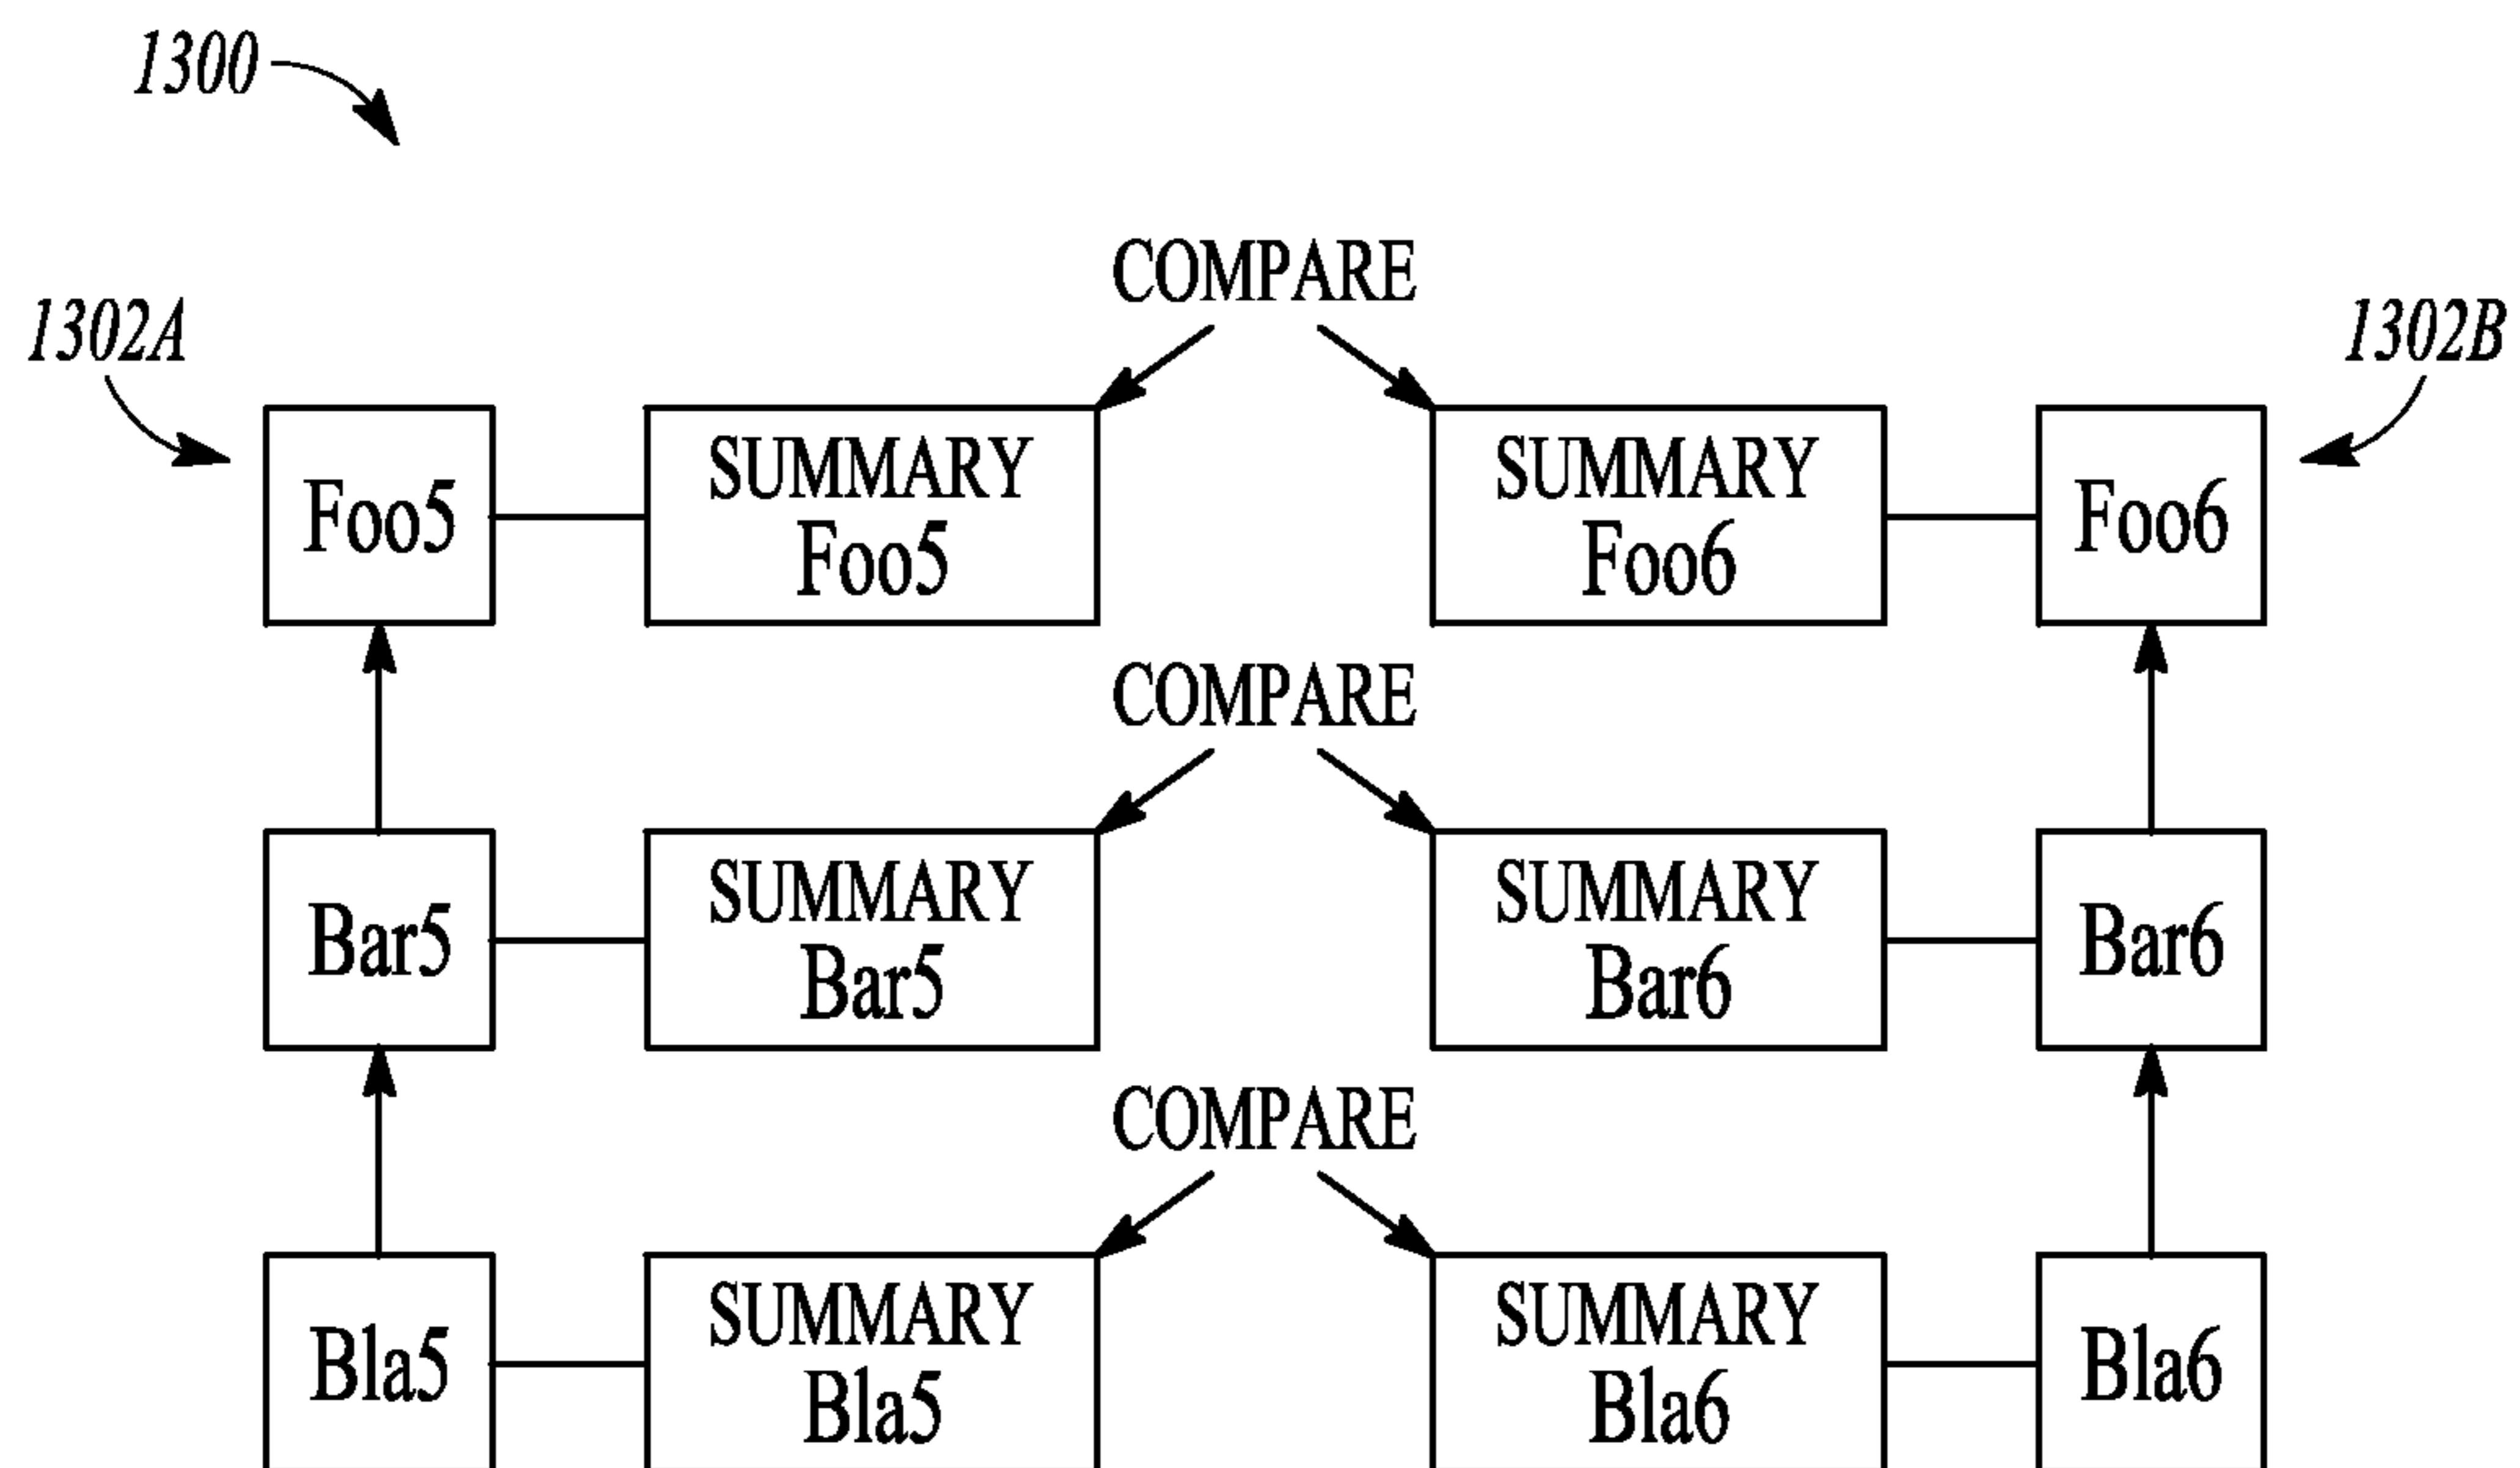 1300
COMPARE
1302A
1302B
Foo5
SUMMARY
Foo5
SUMMARY
Foo6
Foo6
COMPARE
Bar5
SUMMARY
Bar5
SUMMARY
Bar6
Bar6
COMPARE
Bla5
SUMMARY
Bla5
SUMMARY
Bla6
Bla6